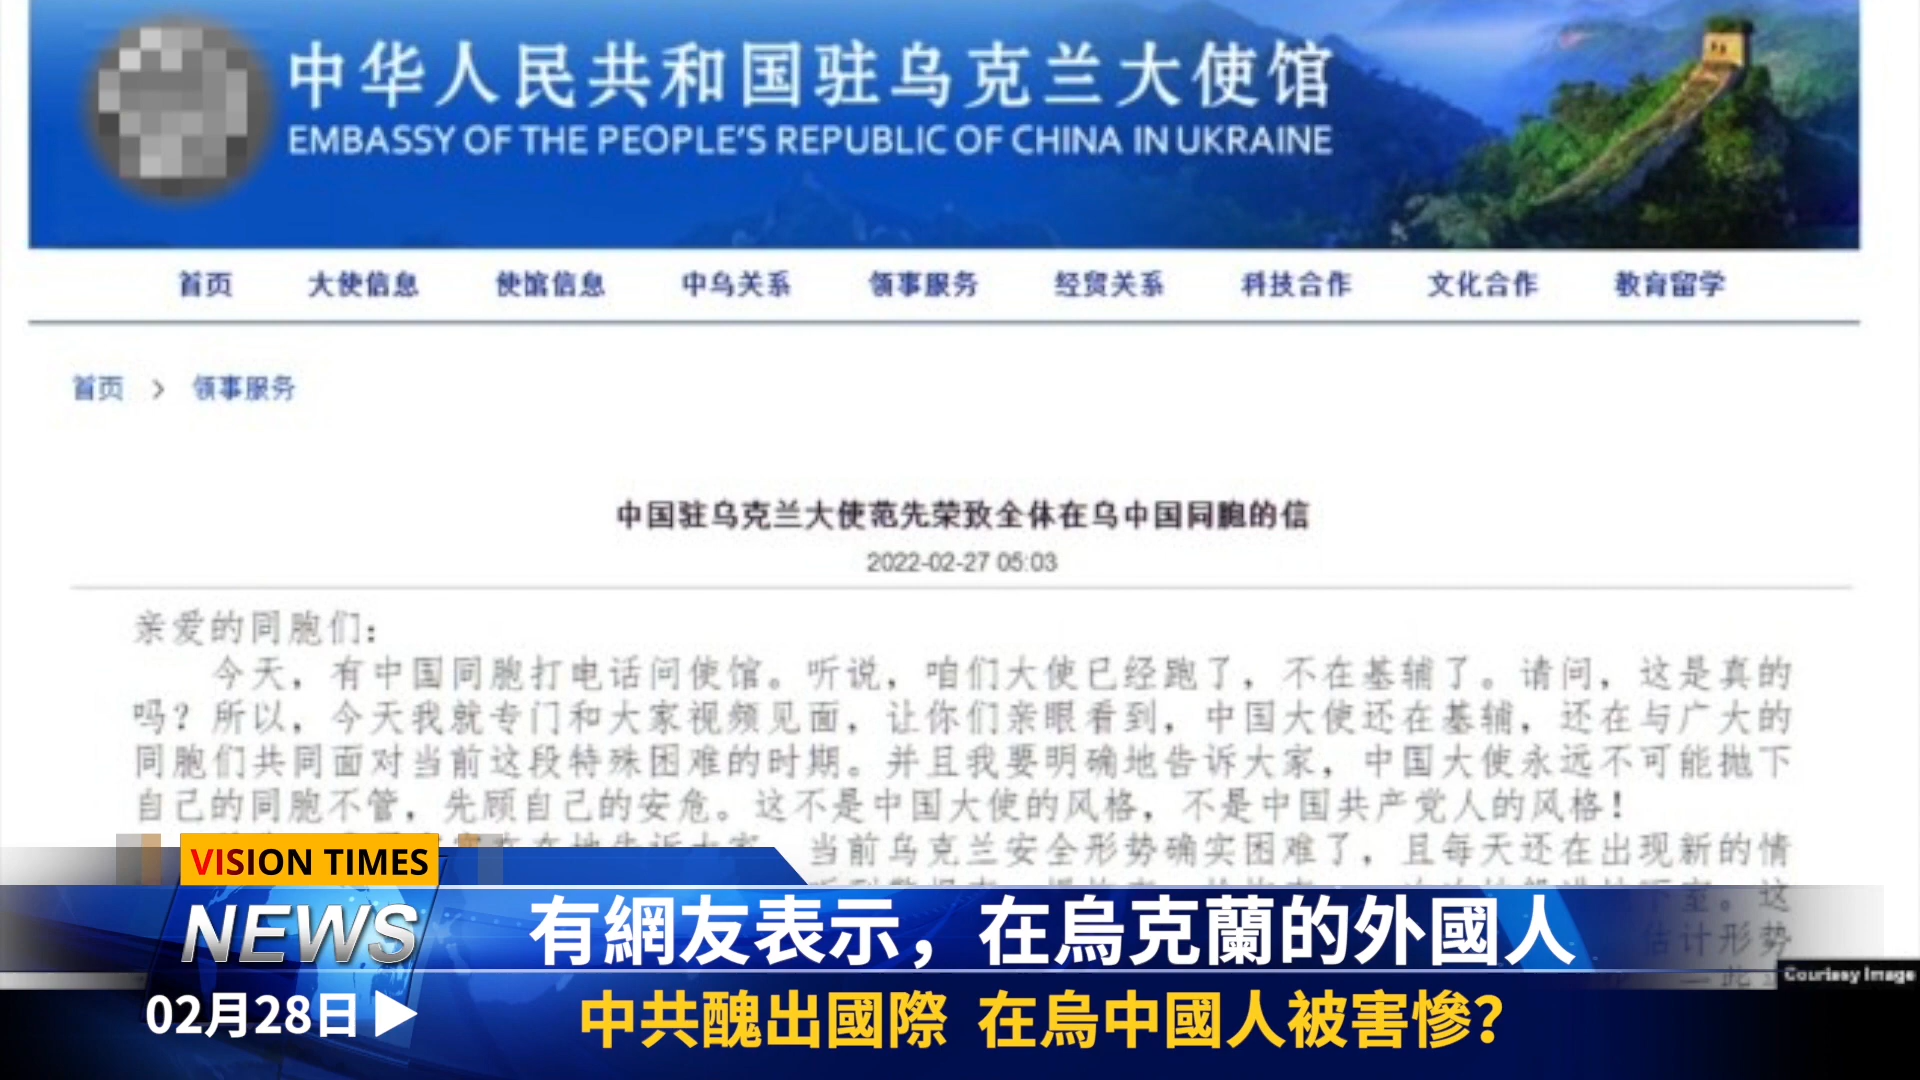 中华人民共和国驻乌克兰大使馆
EMBASSY OF THE PEOPLE'S REPUBLIC OF CHINA IN UKRAINE
首页 大使信息 使馆信息 中乌关系 领事服务 经贸关系 科技合作 文化合作 教育留学
首页 > 领事服务
中国驻乌克兰大使范先荣致全体在乌中国同胞的信
2022-02-27 05:03
亲爱的同胞们：
今天，有中国同胞打电话问使馆。听说，咱们大使已经跑了，不在基辅了。请问，这是真的
吗？所以，今天我就专门和大家视频见面，让你们亲眼看到，中国大使还在基辅，还在与广大的
同胞们共同面对当前这段特殊困难的时期。并且我要明确地告诉大家，中国大使永远不可能抛下
自己的同胞不管，先顾自己的安危。这不是中国大使的风格，不是中国共产党人的风格！
当前乌克兰安全形势确实困难了，且每天还在出现新的情
下室。这
估计形势
Courtesy Image
VISION TIMES
NEWS
有網友表示，在烏克蘭的外國人
02月28日
中共醜出國際 在烏中國人被害慘？